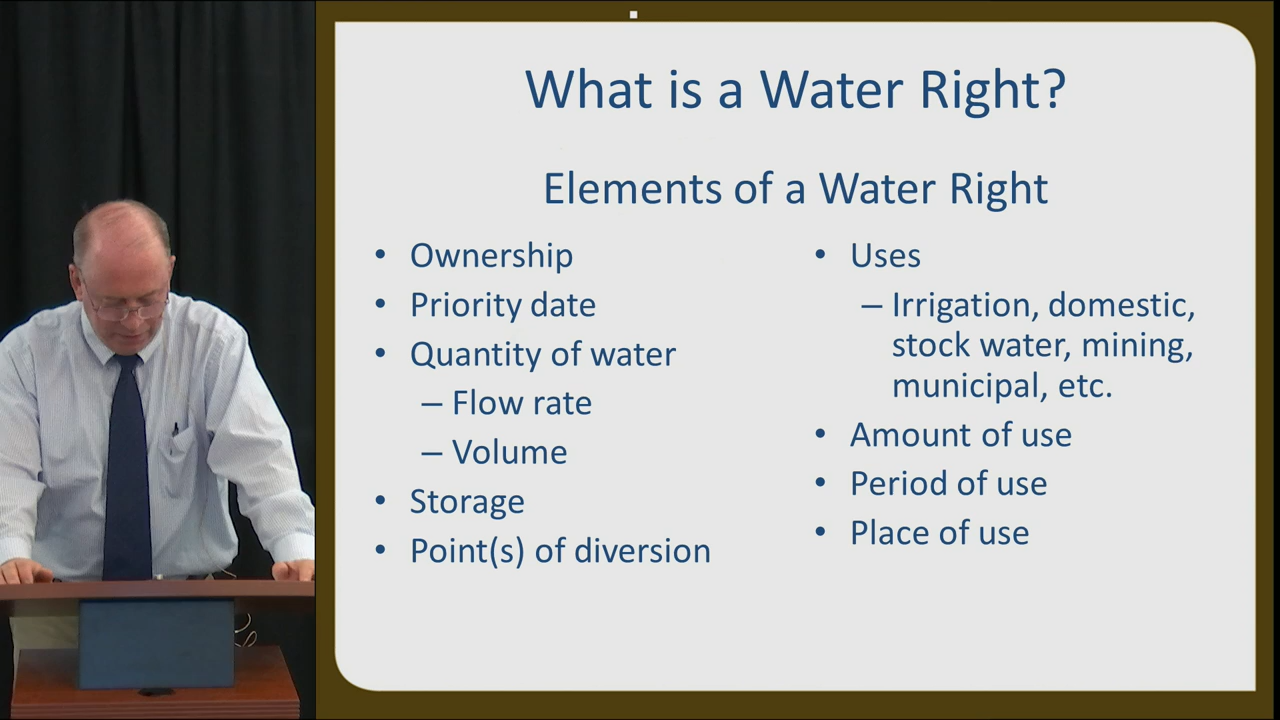 What is a Water Right?
Elements of a Water Right
• Ownership
• Priority date
• Quantity of water
– Flow rate
– Volume
• Storage
• Point(s) of diversion
• Uses
– Irrigation, domestic,
stock water, mining,
municipal, etc.
• Amount of use
• Period of use
• Place of use